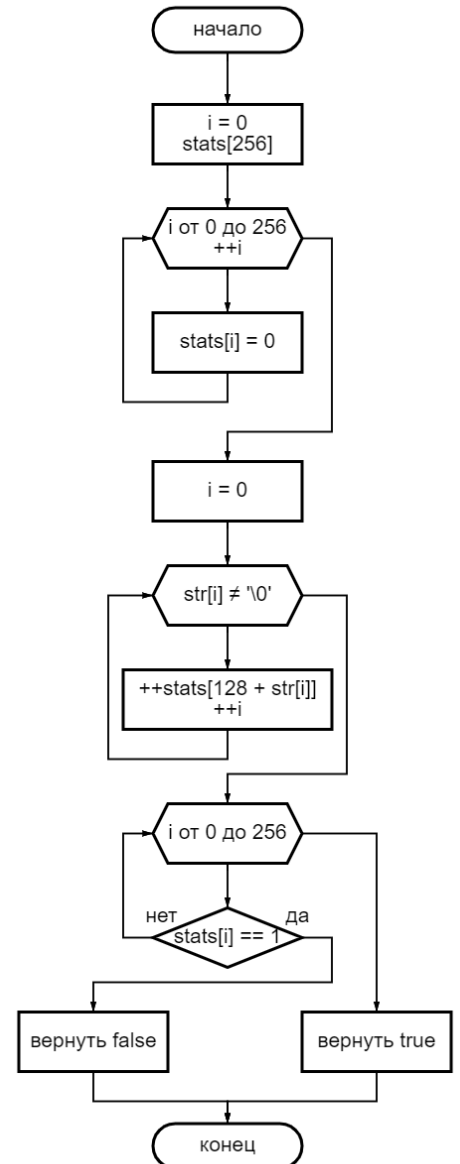 начало
i = 0
stats[256]
i от 0 до 256
++i
stats[i] = 0
i = 0
str[i] ≠ '\0'
++stats[128 + str[i]]
++i
i от 0 до 256
нет
да
stats[i] == 1
вернуть false
вернуть true
конец